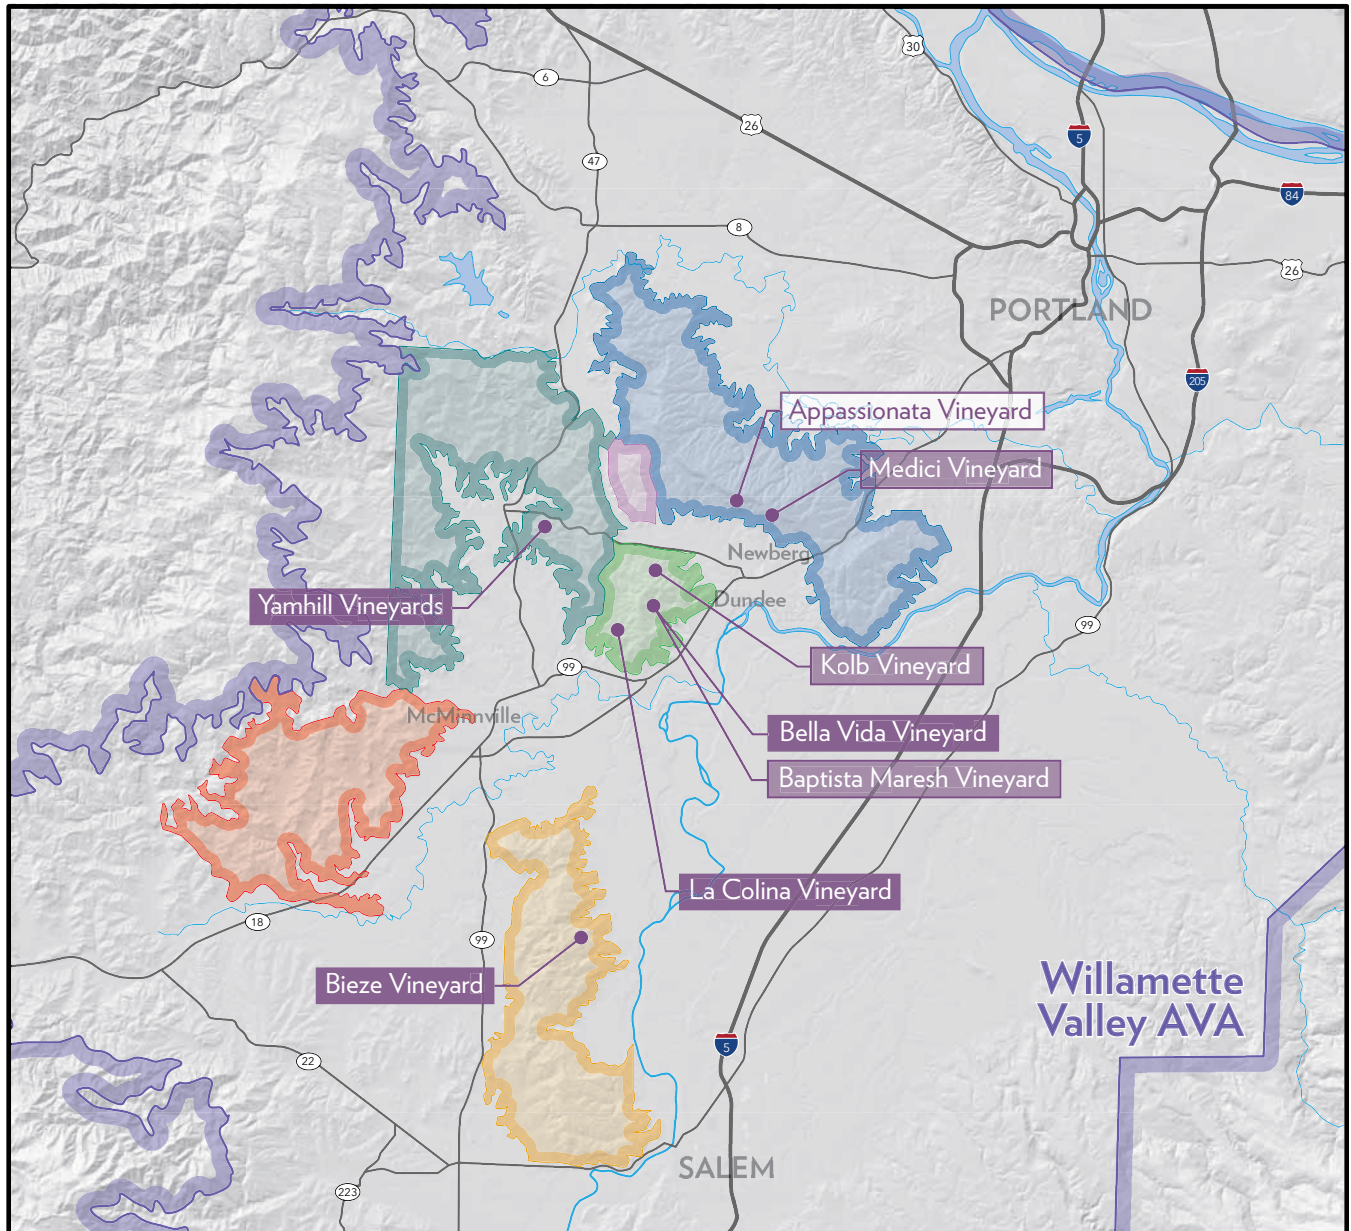 30
6
26
5
47
84
8
26
PORTLAND
205
Appassionata Vineyard
Medici Vineyard
Newberg
Dundee
Yamhill Vineyards
99
Kolb Vineyard
99
McMinnville
Bella Vida Vineyard
Baptista Maresh Vineyard
La Colina Vineyard
18
99
Bieze Vineyard
Willamette
Valley AVA
5
22
SALEM
223